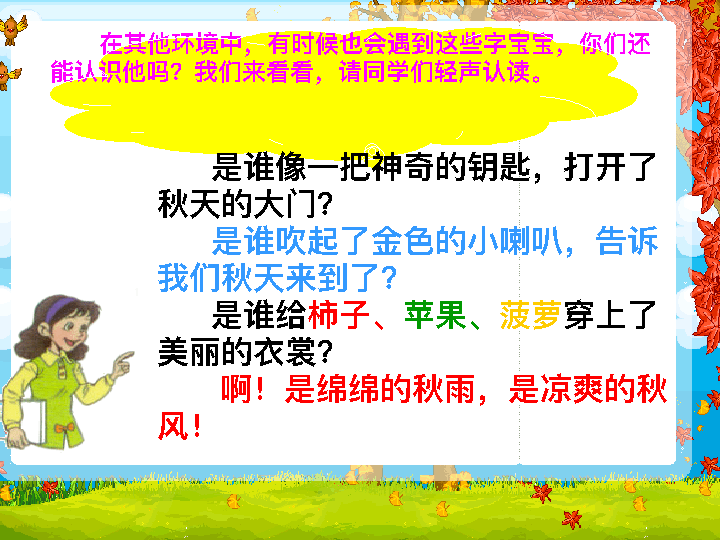 在其他环境中，有时候也会遇到这些字宝宝，你们还
能认识他吗？我们来看看，请同学们轻声认读。
是谁像一把神奇的钥匙，打开了
秋天的大门？
是谁吹起了金色的小喇叭，告诉
我们秋天来到了？
是谁给柿子、苹果、菠萝穿上了
美丽的衣裳？
啊！是绵绵的秋雨，是凉爽的秋
风！